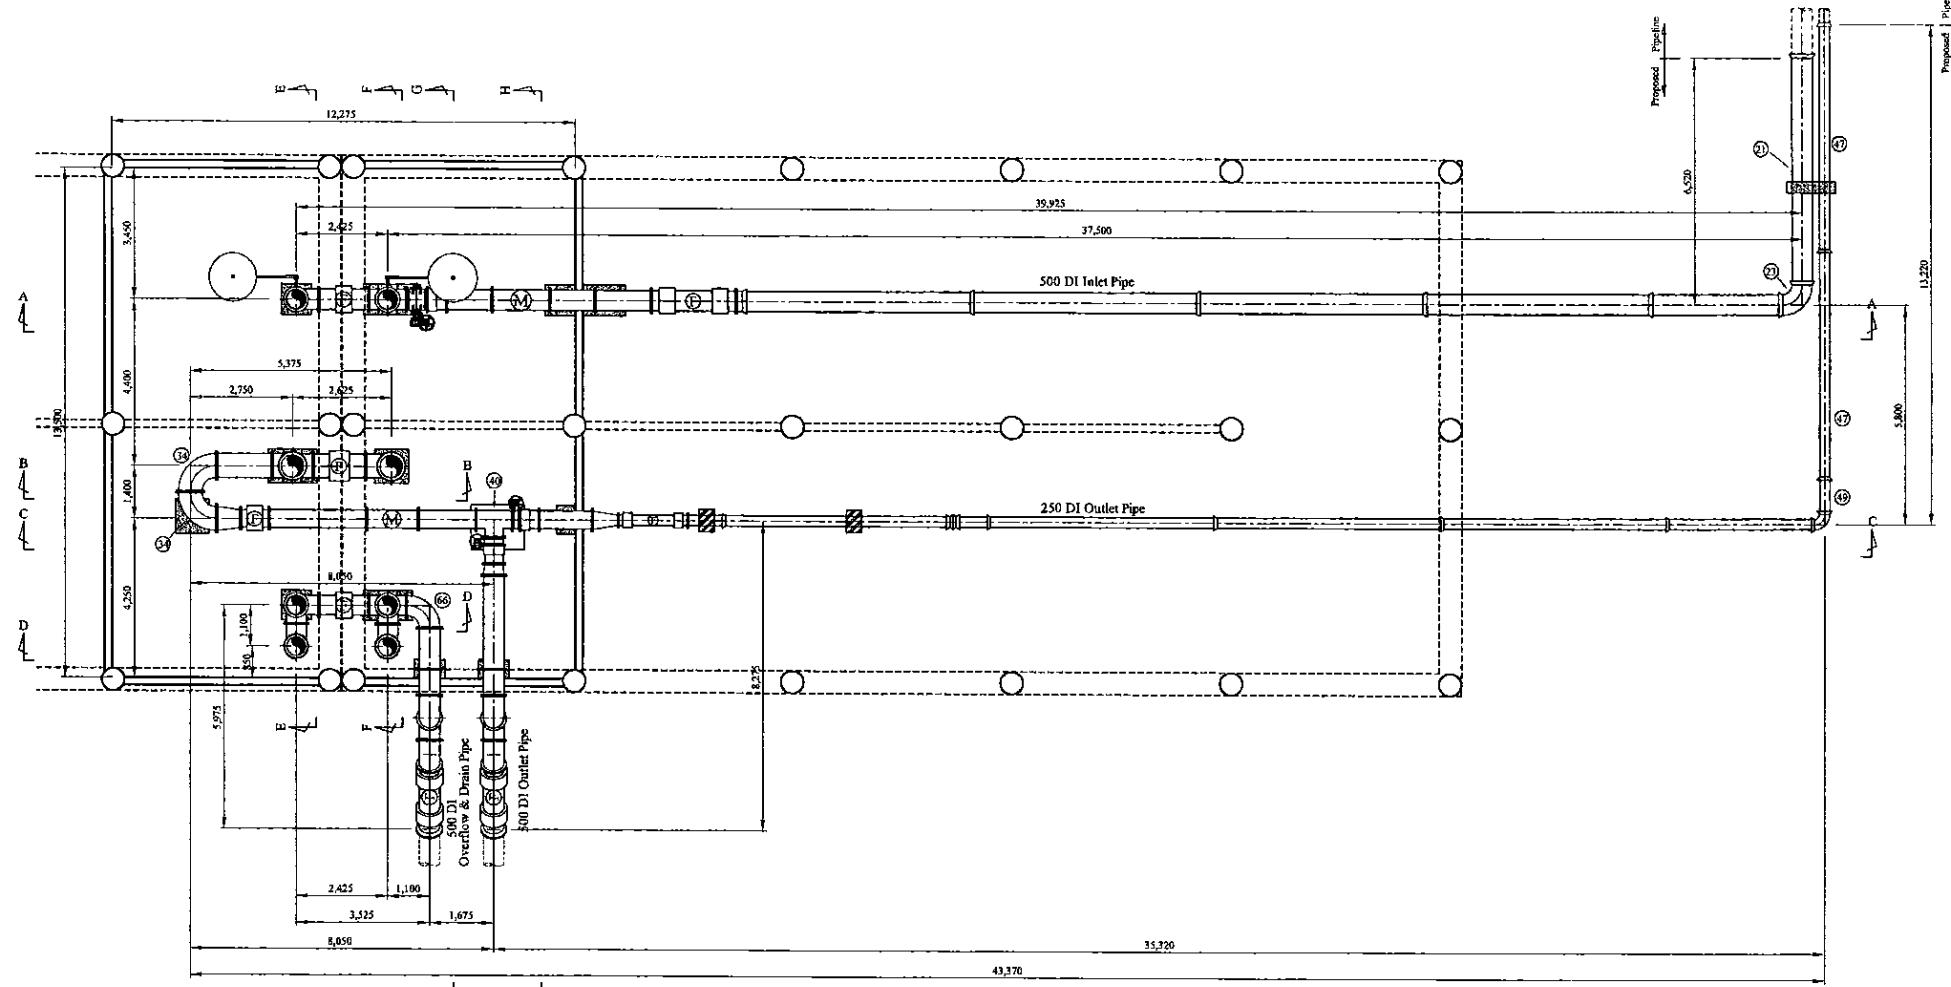 Proposed Pipeline
Proposed Pipe
E
F
G
H
12,275
21
47
6,520
3,450
39,925
2,425
37,500
13,220
23
A
500 DI Inlet Pipe
A
M
E
5,375
4,400
2,750
2,625
13,500
47
5,800
34
B
B
40
1,400
49
C
M
250 DI Outlet Pipe
C
34
8,050
4,250
66
D
D
1,100
850
8,275
5,975
E
F
500 DI
Overflow & Drain Pipe
500 DI Outlet Pipe
2,425
1,100
3,525
1,675
8,050
35,320
43,370